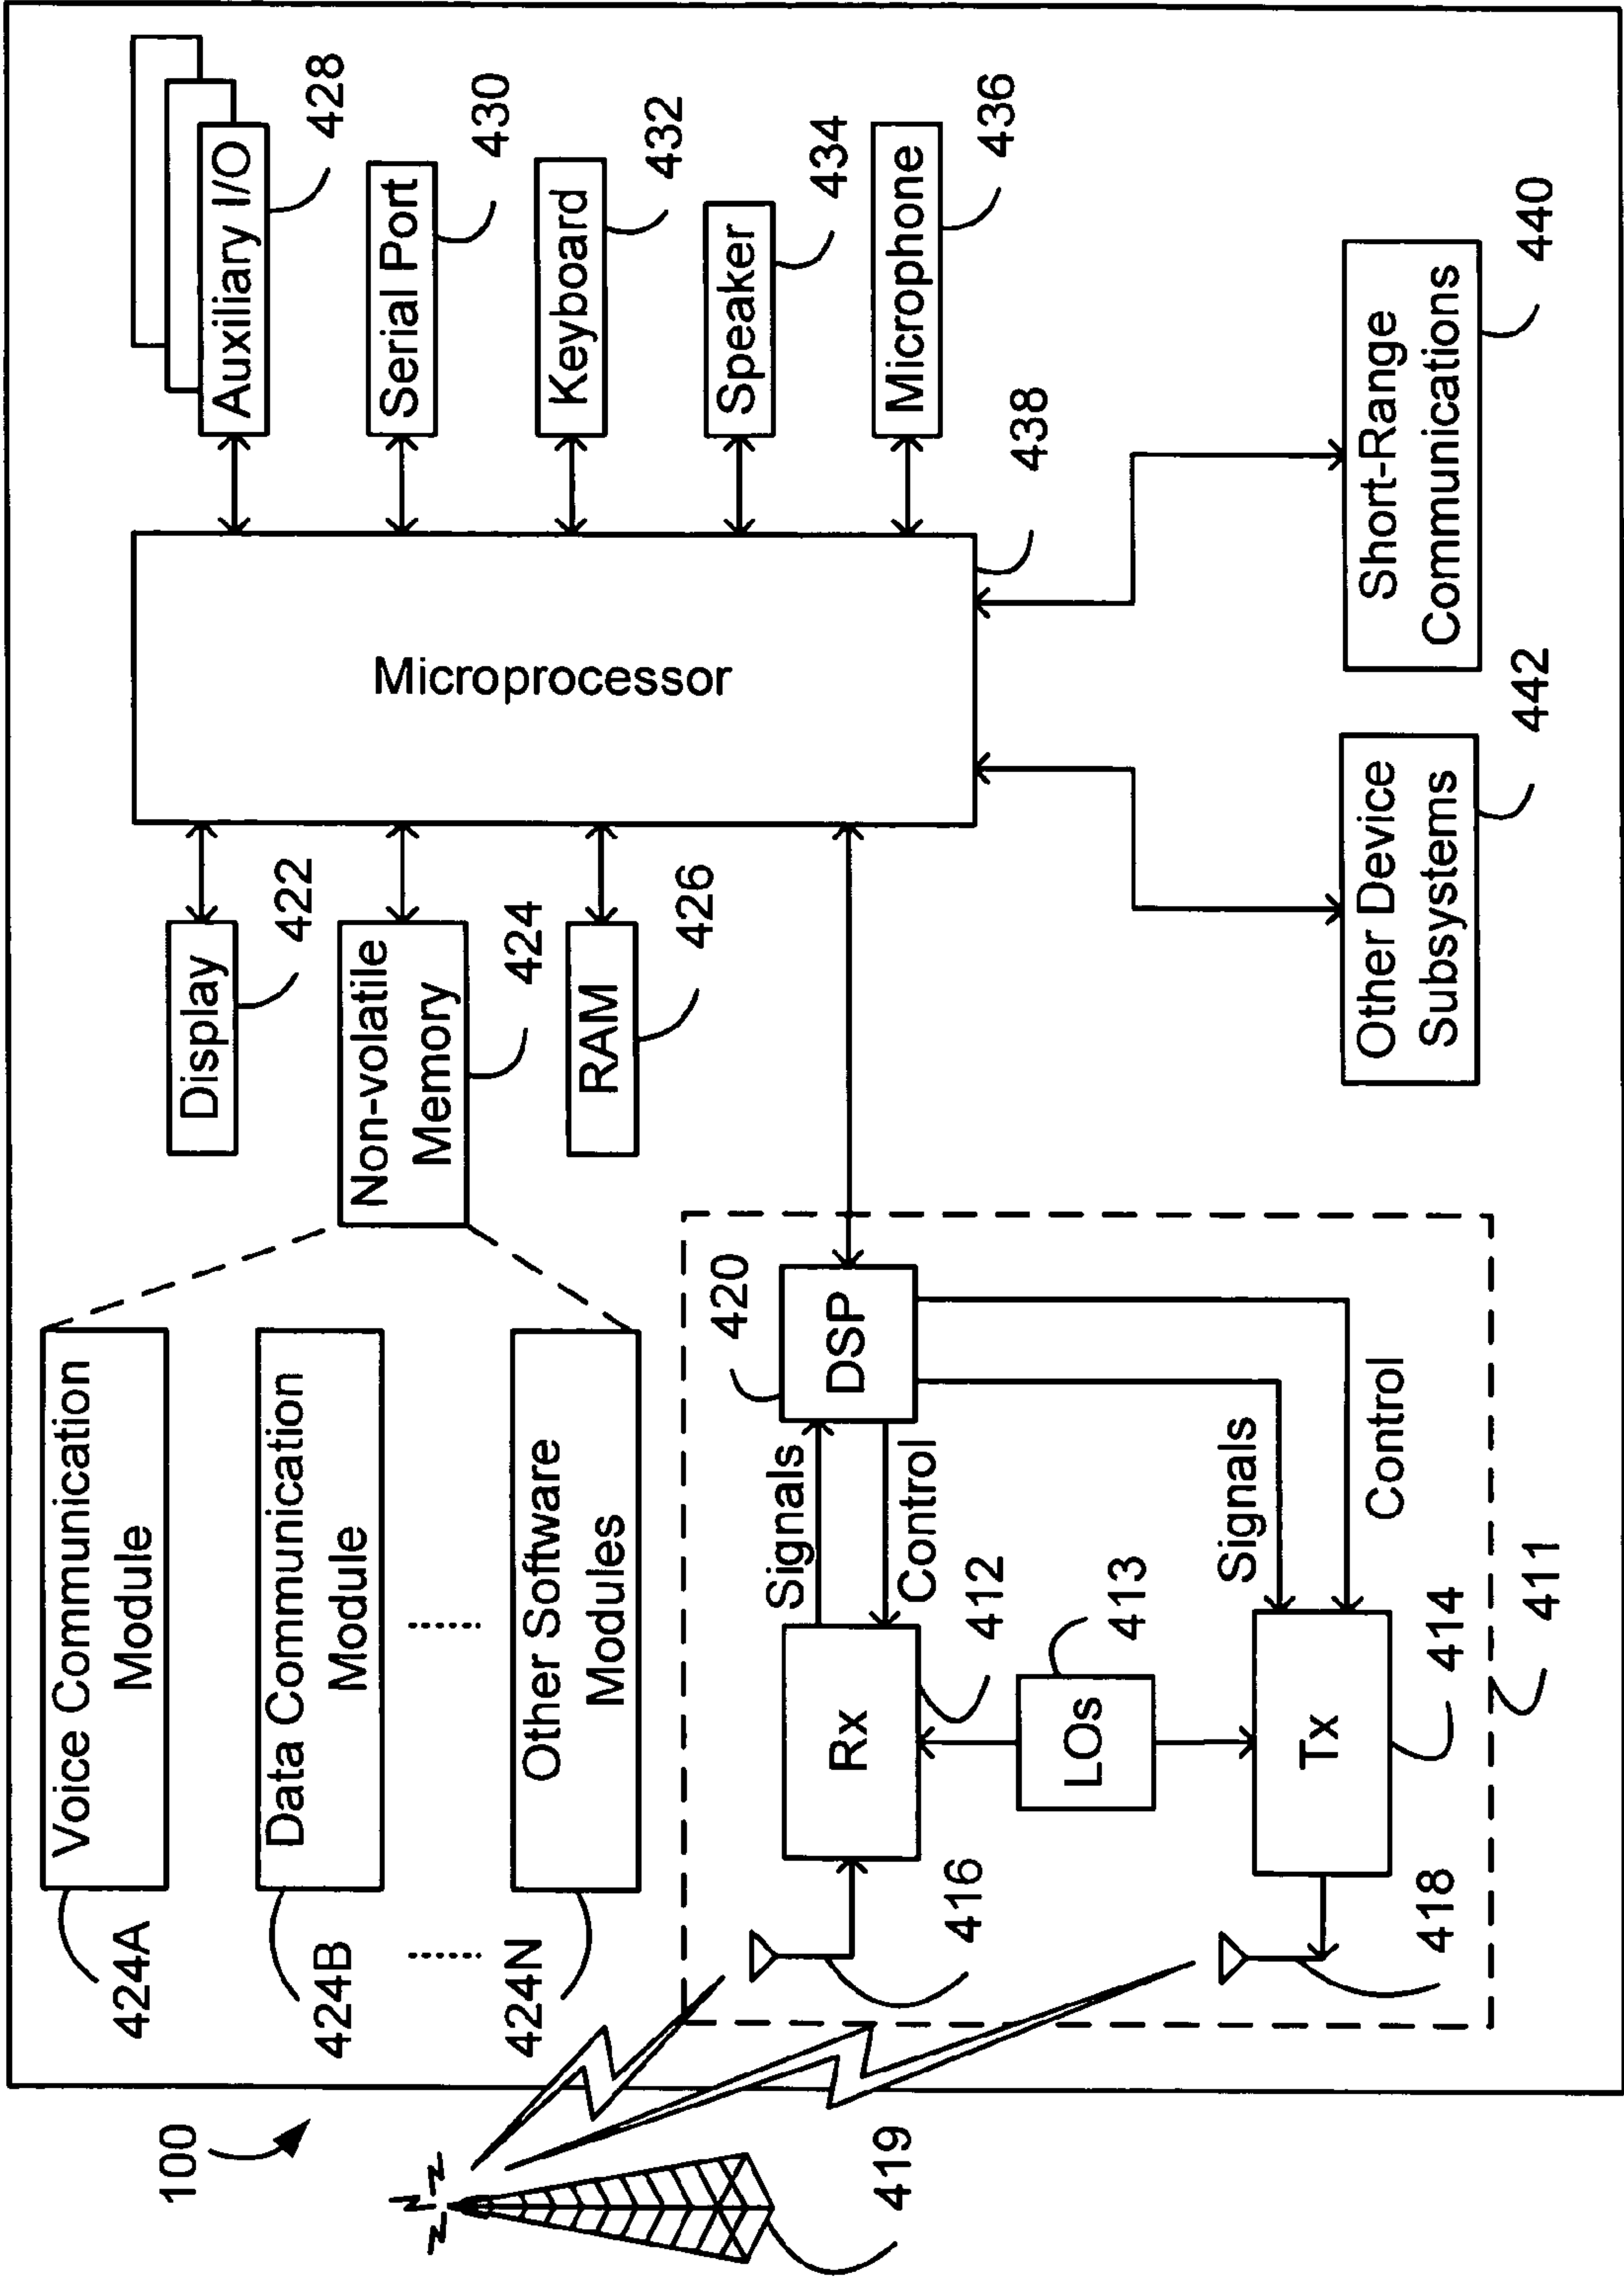 100
419
424A
Voice Communication
Module
424B
Data Communication
Module
424N
Other Software
Modules
Display
422
Non-volatile
Memory
424
RAM
426
Microprocessor
438
Auxiliary I/O
428
Serial Port
430
Keyboard
432
Speaker
434
Microphone
436
Short-Range
Communications
440
Other Device
Subsystems
442
DSP
420
Signals
Control
Rx
412
416
LOs
413
Signals
Control
Tx
414
418
411